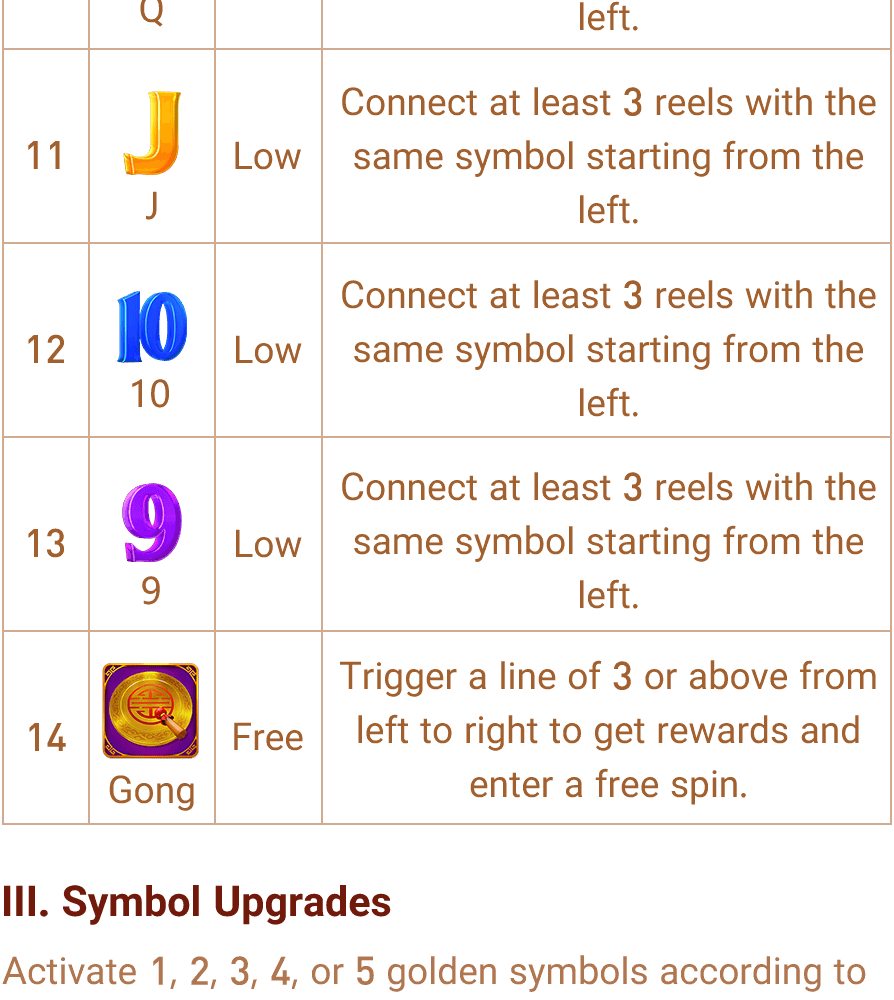 Q
left.
11
J
J
Low
Connect at least 3 reels with the
same symbol starting from the
left.
12
10
10
Low
Connect at least 3 reels with the
same symbol starting from the
left.
13
9
9
Low
Connect at least 3 reels with the
same symbol starting from the
left.
14
Gong
Free
Trigger a line of 3 or above from
left to right to get rewards and
enter a free spin.
III. Symbol Upgrades
Activate 1, 2, 3, 4, or 5 golden symbols according to